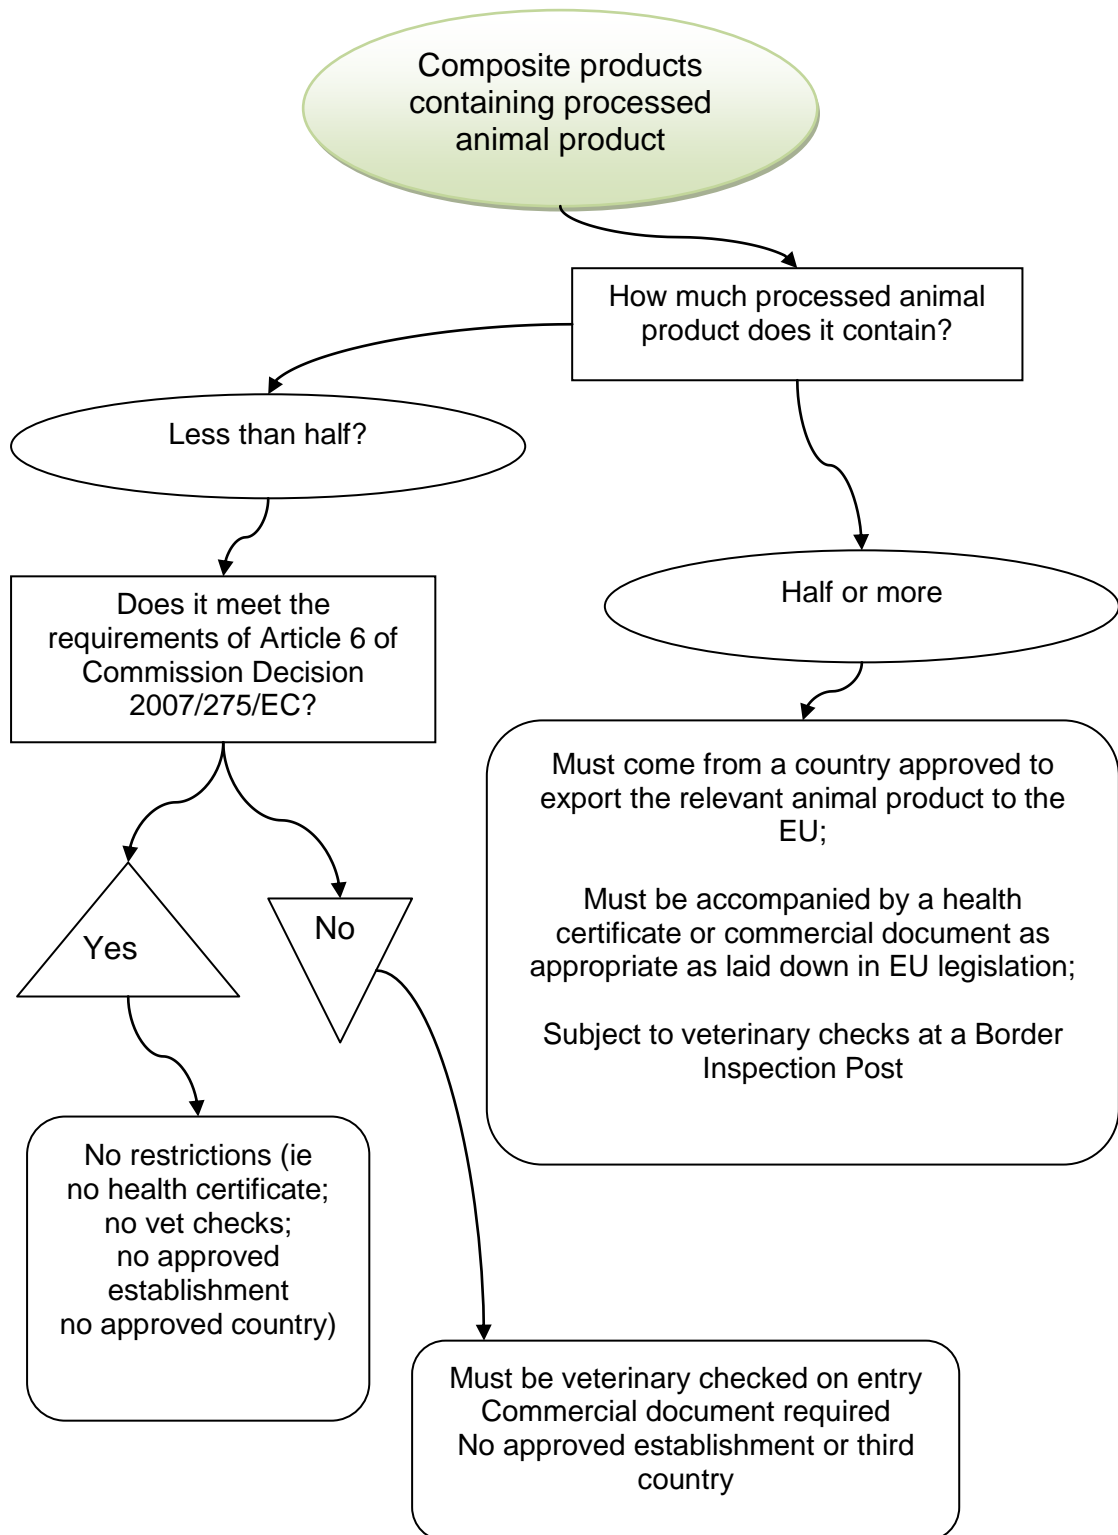 Composite products
containing processed
animal product
How much processed animal
product does it contain?
Less than half?
Half or more
Does it meet the
requirements of Article 6 of
Commission Decision
2007/275/EC?
Must come from a country approved to
export the relevant animal product to the
EU;
Must be accompanied by a health
certificate or commercial document as
appropriate as laid down in EU legislation;
Subject to veterinary checks at a Border
Inspection Post
Yes
No
No restrictions (ie
no health certificate;
no vet checks;
no approved
establishment
no approved country)
Must be veterinary checked on entry
Commercial document required
No approved establishment or third
country